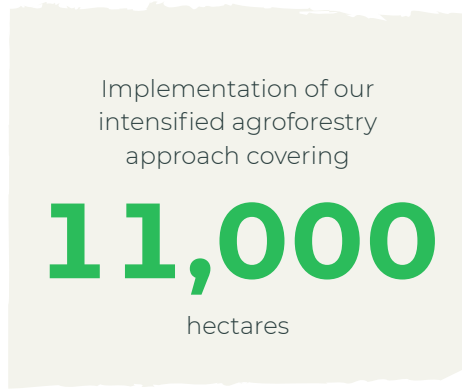 Implementation of our
intensified agroforestry
approach covering
11,000
hectares